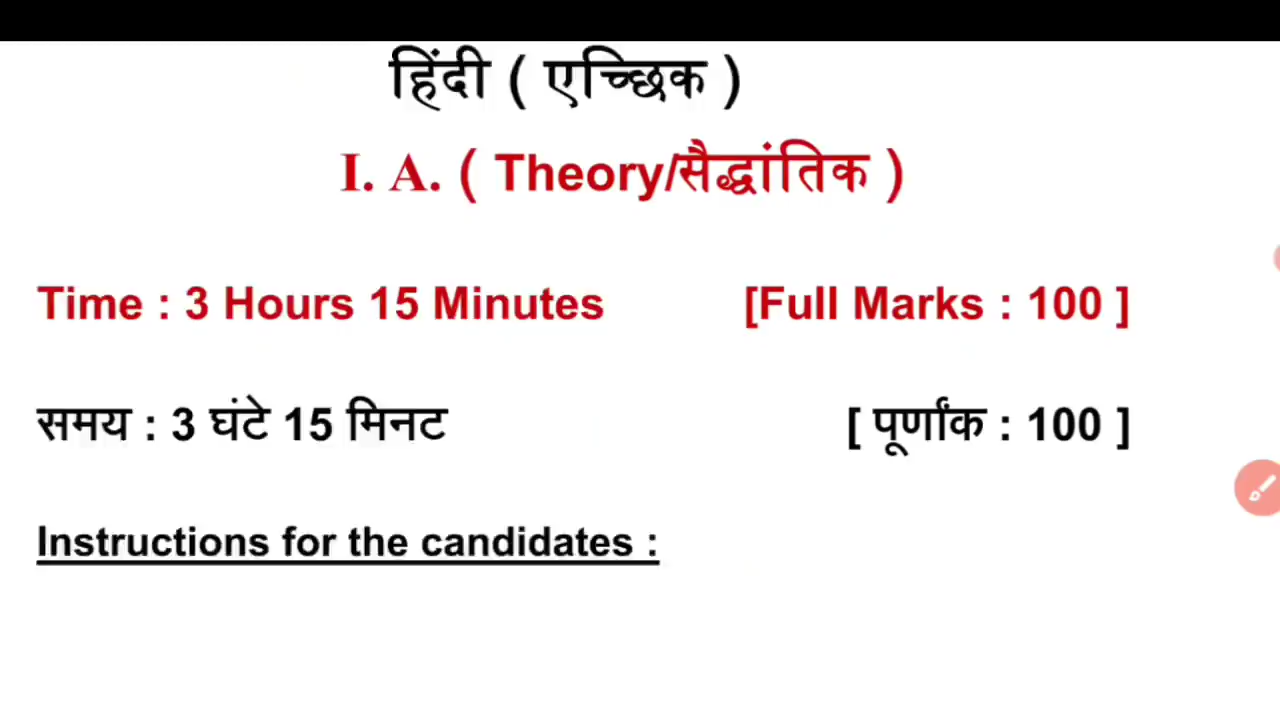 हिंदी ( एच्छिक )
I. A. ( Theory/सैद्धांतिक )
Time : 3 Hours 15 Minutes [Full Marks : 100 ]
समय : 3 घंटे 15 मिनट [ पूर्णांक : 100 ]
Instructions for the candidates :